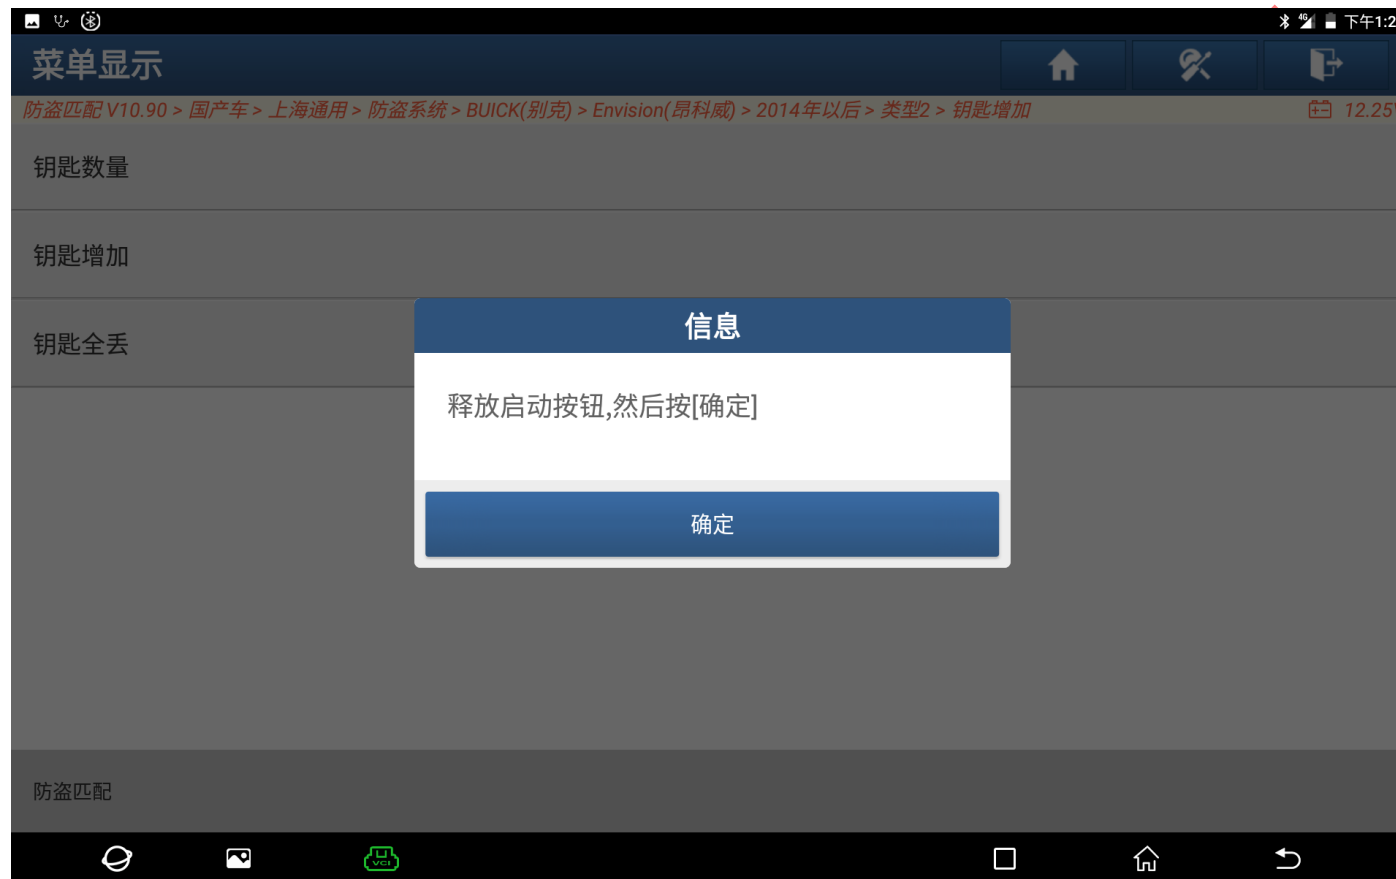 4G 下午1:2
菜单显示
防盗匹配 V10.90 > 国产车 > 上海通用 > 防盗系统 > BUICK(别克) > Envision(昂科威) > 2014年以后 > 类型2 > 钥匙增加 12.25
钥匙数量
钥匙增加
钥匙全丢
信息
释放启动按钮,然后按[确定]
确定
防盗匹配
VCI